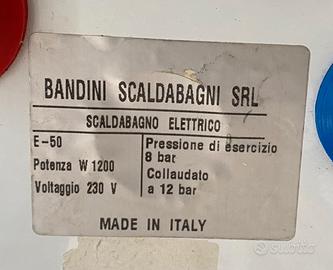 BANDINI SCALDABAGNI SRL
SCALDABAGNO ELETTRICO
E-50
Potenza W 1200
Voltaggio 230 V
Pressione di esercizio
8 bar
Collaudato
a 12 bar
MADE IN ITALY
subito